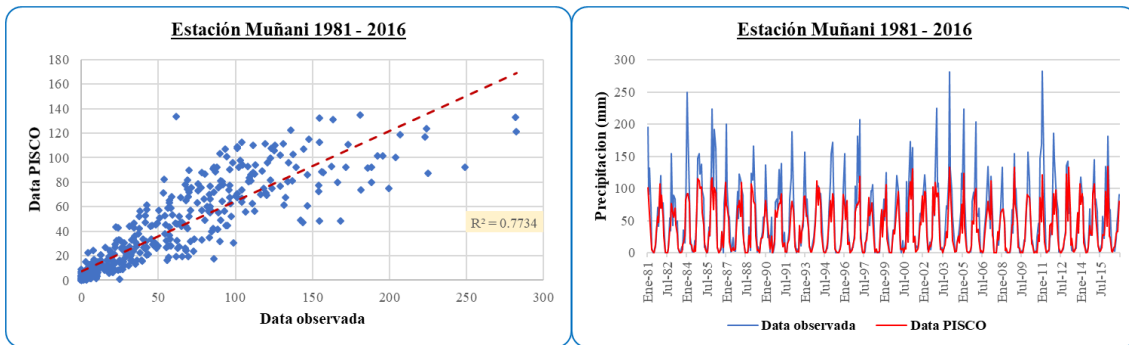 Estación Muñani 1981 - 2016
Data PISCO
180
160
140
120
100
80
60
40
20
0
R² = 0.7734
0 50 100 150 200 250 300
Data observada
Estación Muñani 1981 - 2016
Precipitacion (mm)
300
250
200
150
100
50
0
Ene-81
Jul-82
Ene-84
Jul-85
Ene-87
Jul-88
Ene-90
Jul-91
Ene-93
Jul-94
Ene-96
Jul-97
Ene-99
Jul-00
Ene-02
Jul-03
Ene-05
Jul-06
Ene-08
Jul-09
Ene-11
Jul-12
Ene-14
Jul-15
Data observada Data PISCO